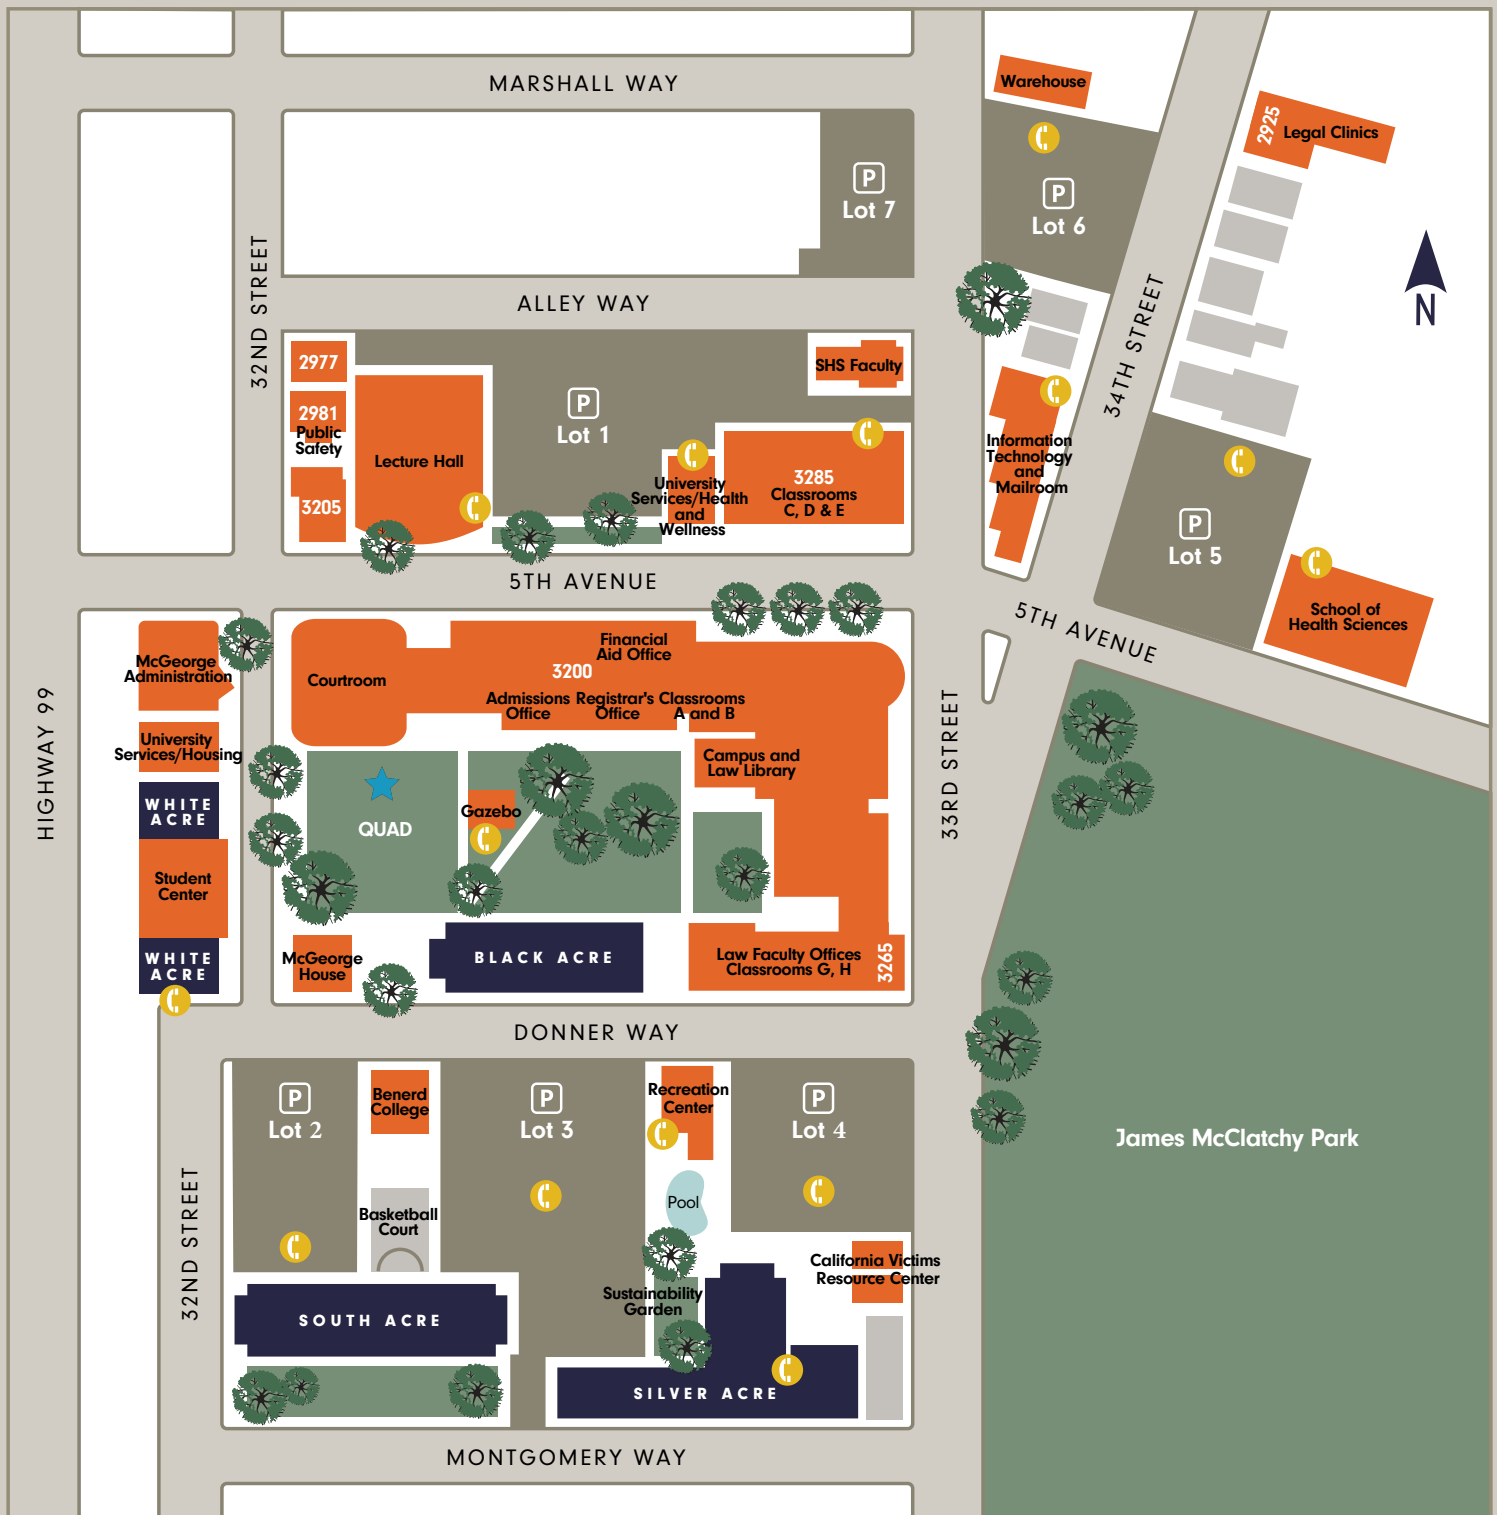 MARSHALL WAY
Warehouse
2925
Legal Clinics
P
Lot 7
P
Lot 6
N
32ND STREET
ALLEY WAY
34TH STREET
2977
2981
Public
Safety
3205
Lecture Hall
P
Lot 1
SHS Faculty
University
Services/Health
and
Wellness
3285
Classrooms
C, D & E
Information
Technology
and
Mailroom
P
Lot 5
School of
Health Sciences
5TH AVENUE
5TH AVENUE
HIGHWAY 99
33RD STREET
McGeorge
Administration
University
Services/Housing
WHITE
ACRE
Student
Center
WHITE
ACRE
Courtroom
Financial
Aid Office
3200
Admissions
Office
Registrar's
Office
Classrooms
A and B
Campus and
Law Library
QUAD
Gazebo
McGeorge
House
BLACK ACRE
Law Faculty Offices
Classrooms G, H
3265
DONNER WAY
32ND STREET
P
Lot 2
Benerd
College
P
Lot 3
Recreation
Center
P
Lot 4
James McClatchy Park
Basketball
Court
Pool
California Victims
Resource Center
Sustainability
Garden
SOUTH ACRE
SILVER ACRE
MONTGOMERY WAY